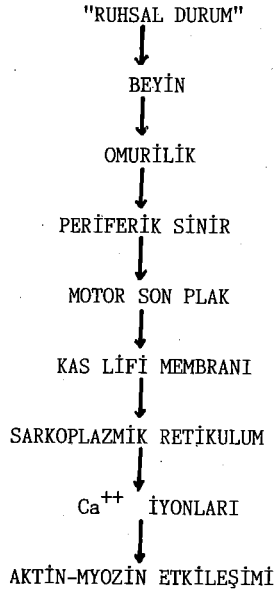 "RUHSAL DURUM"
BEYİN
OMURİLİK
PERİFERİK SİNİR
MOTOR SON PLAK
KAS LİFİ MEMBRANI
SARKOPLAZMİK RETİKULUM
Ca++ İYONLARI
AKTİN-MYOZİN ETKİLEŞİMİ